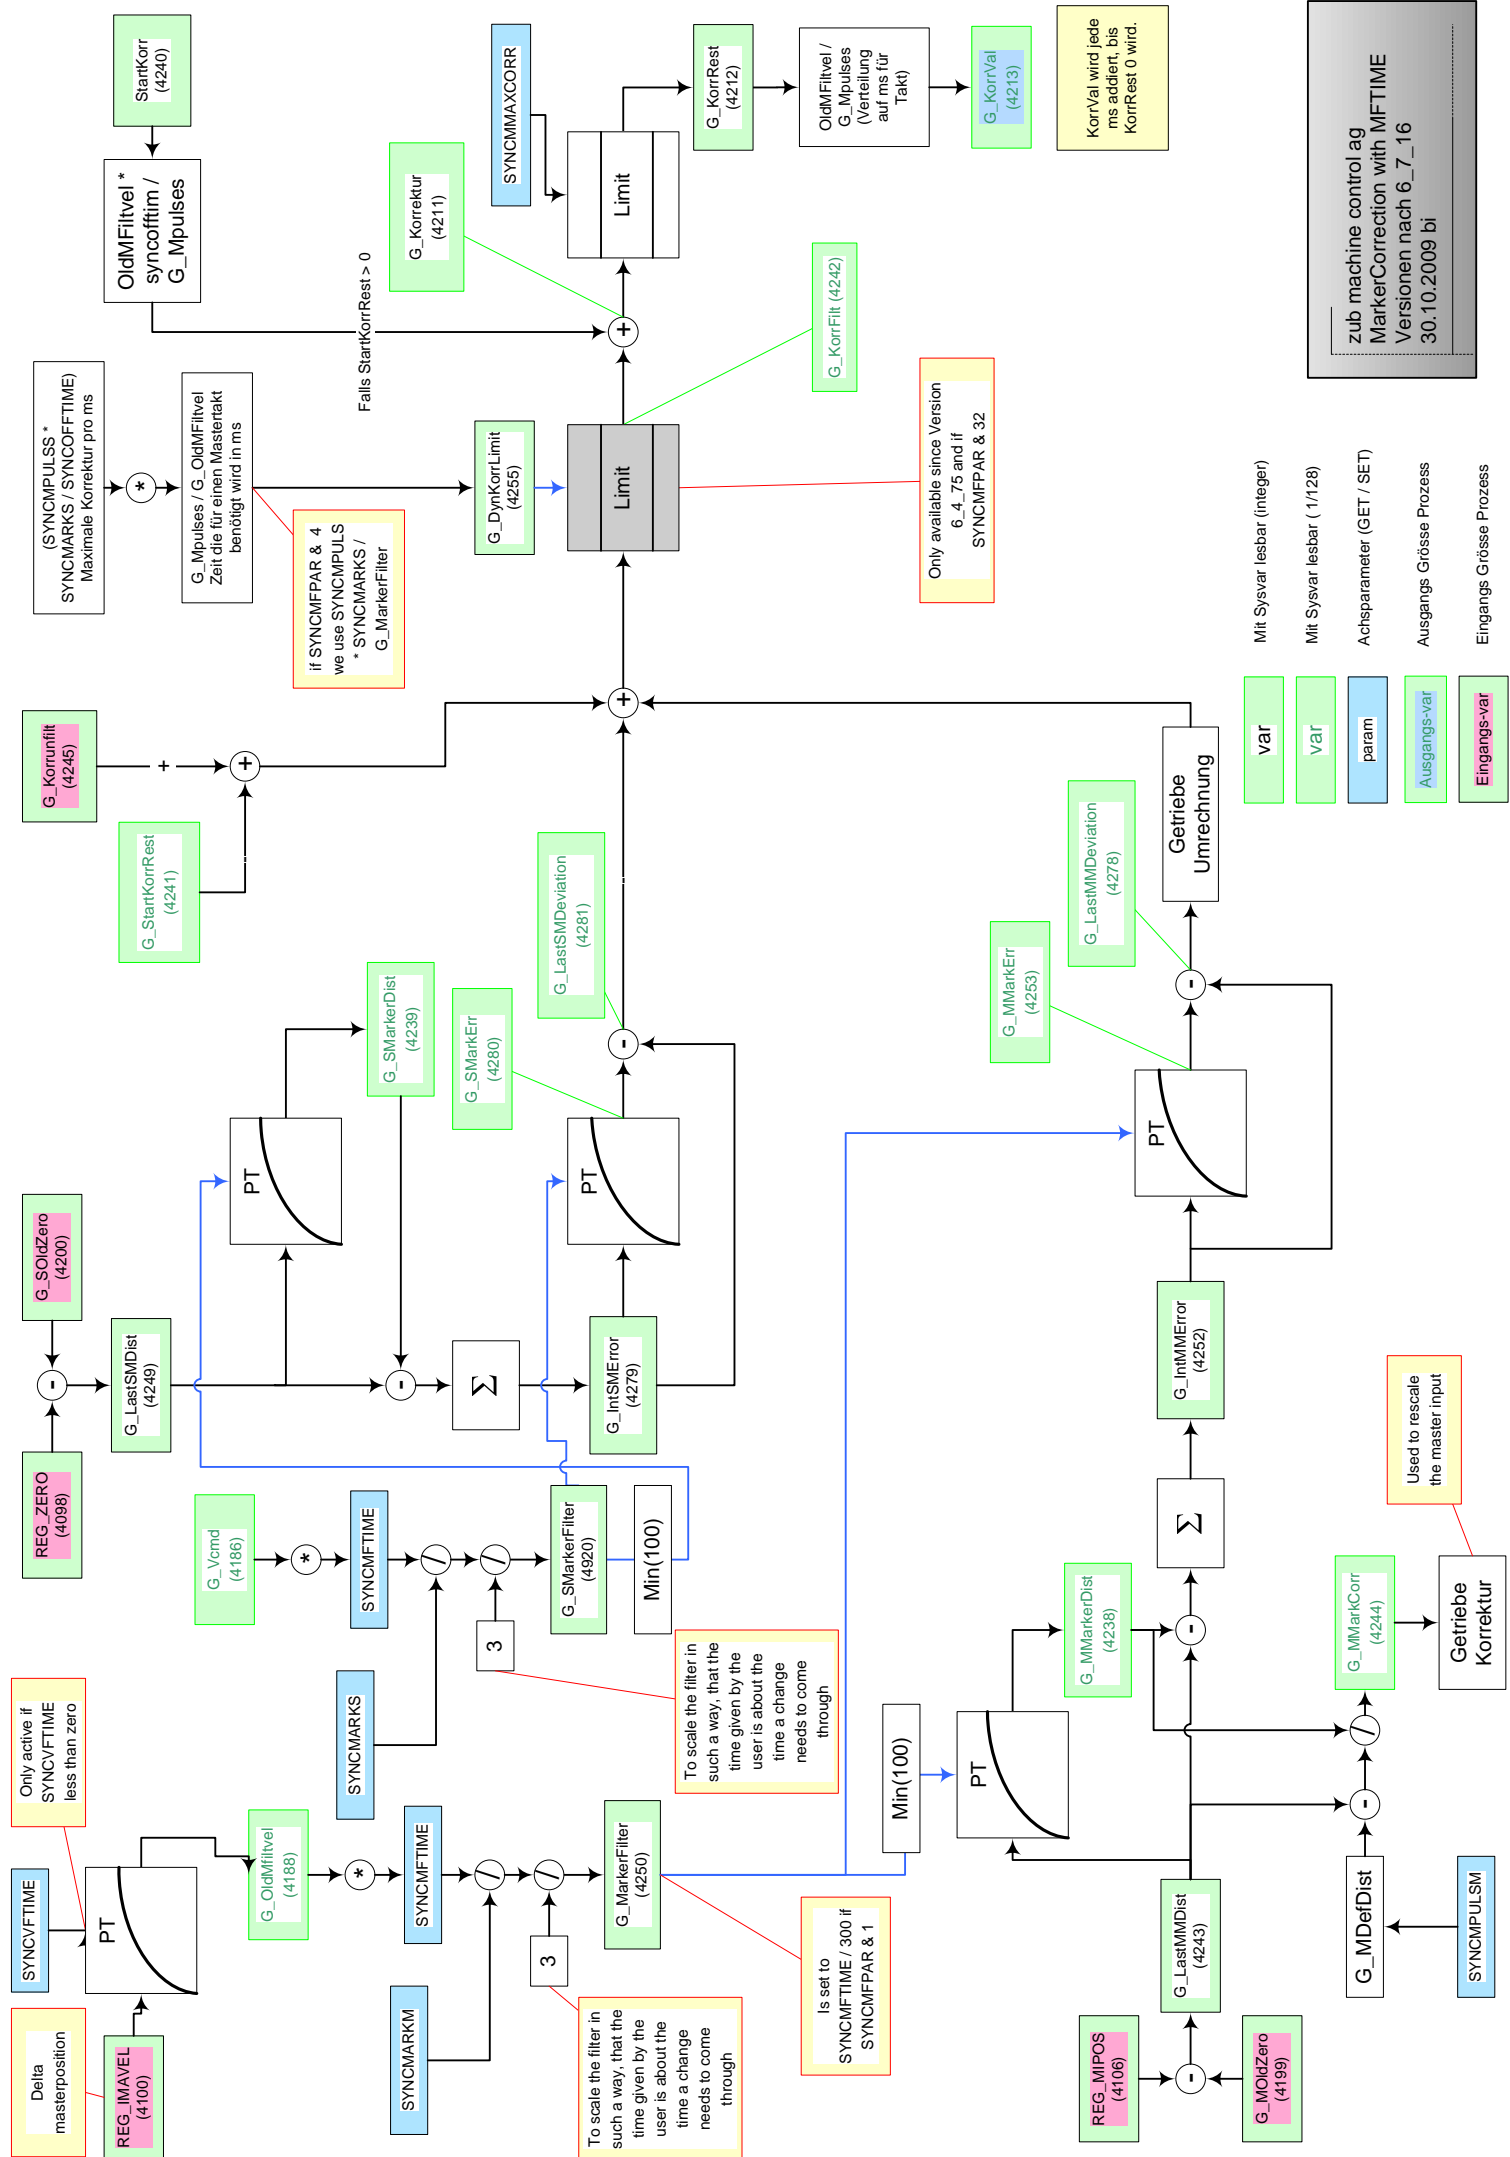 Delta
masterposition
REG_IMAVEL
(4100)
SYNCVFTIME
PT
Only active if
SYNCVFTIME
less than zero
G_OldMfiltvel
(4188)
*
SYNCMFTIME
/
SYNCMARKM
/
3
G_MarkerFilter
(4250)
To scale the filter in
such a way, that the
time given by the
user is about the
time a change
needs to come
through
Is set to
SYNCMFTIME / 300 if
SYNCMFPAR & 1
REG_MIPOS
(4106)
-
G_MOldZero
(4199)
G_LastMMDist
(4243)
G_MDefDist
SYNCMPULSM
-
/
Min(100)
PT
G_MMarkerDist
(4238)
-
G_MMarkCorr
(4244)
Getriebe
Korrektur
Used to rescale
the master input
Σ
G_IntMMError
(4252)
PT
G_MMarkErr
(4253)
-
G_LastMMDeviation
(4278)
Getriebe
Umrechnung
REG_ZERO
(4098)
-
G_SOldZero
(4200)
G_LastSMDist
(4249)
G_Vcmd
(4186)
*
SYNCMFTIME
/
SYNCMARKS
/
3
G_SMarkerFilter
(4920)
Min(100)
To scale the filter in
such a way, that the
time given by the
user is about the
time a change
needs to come
through
PT
G_SMarkerDist
(4239)
-
Σ
G_IntSMError
(4279)
PT
G_SMarkErr
(4280)
-
G_LastSMDeviation
(4281)
G_StartKorrRest
(4241)
G_Korrunfilt
(4245)
+
+
+
(SYNCMPULSS *
SYNCMARKS / SYNCOFFTIME)
Maximale Korrektur pro ms
*
G_Mpulses / G_OldMFiltvel
Zeit die für einen Mastertakt
benötigt wird in ms
if SYNCMFPAR & 4
we use SYNCMPULS
* SYNCMARKS /
G_MarkerFilter
G_DynKorrLimit
(4255)
Limit
Only available since Version
6_4_75 and if
SYNCMFPAR & 32
G_KorrFilt (4242)
StartKorr
(4240)
OldMFiltvel *
syncofftim /
G_Mpulses
Falls StartKorrRest > 0
+
G_Korrektur
(4211)
SYNCMMAXCORR
Limit
G_KorrRest
(4212)
OldMFiltvel /
G_Mpulses
(Verteilung
auf ms für
Takt)
G_KorrVal
(4213)
KorrVal wird jede
ms addiert, bis
KorrRest 0 wird.
var
Mit Sysvar lesbar (integer)
var
Mit Sysvar lesbar ( 1/128)
param
Achsparameter (GET / SET)
Ausgangs-var
Ausgangs Grösse Prozess
Eingangs-var
Eingangs Grösse Prozess
zub machine control ag
MarkerCorrection with MFTIME
Versionen nach 6_7_16
30.10.2009 bi